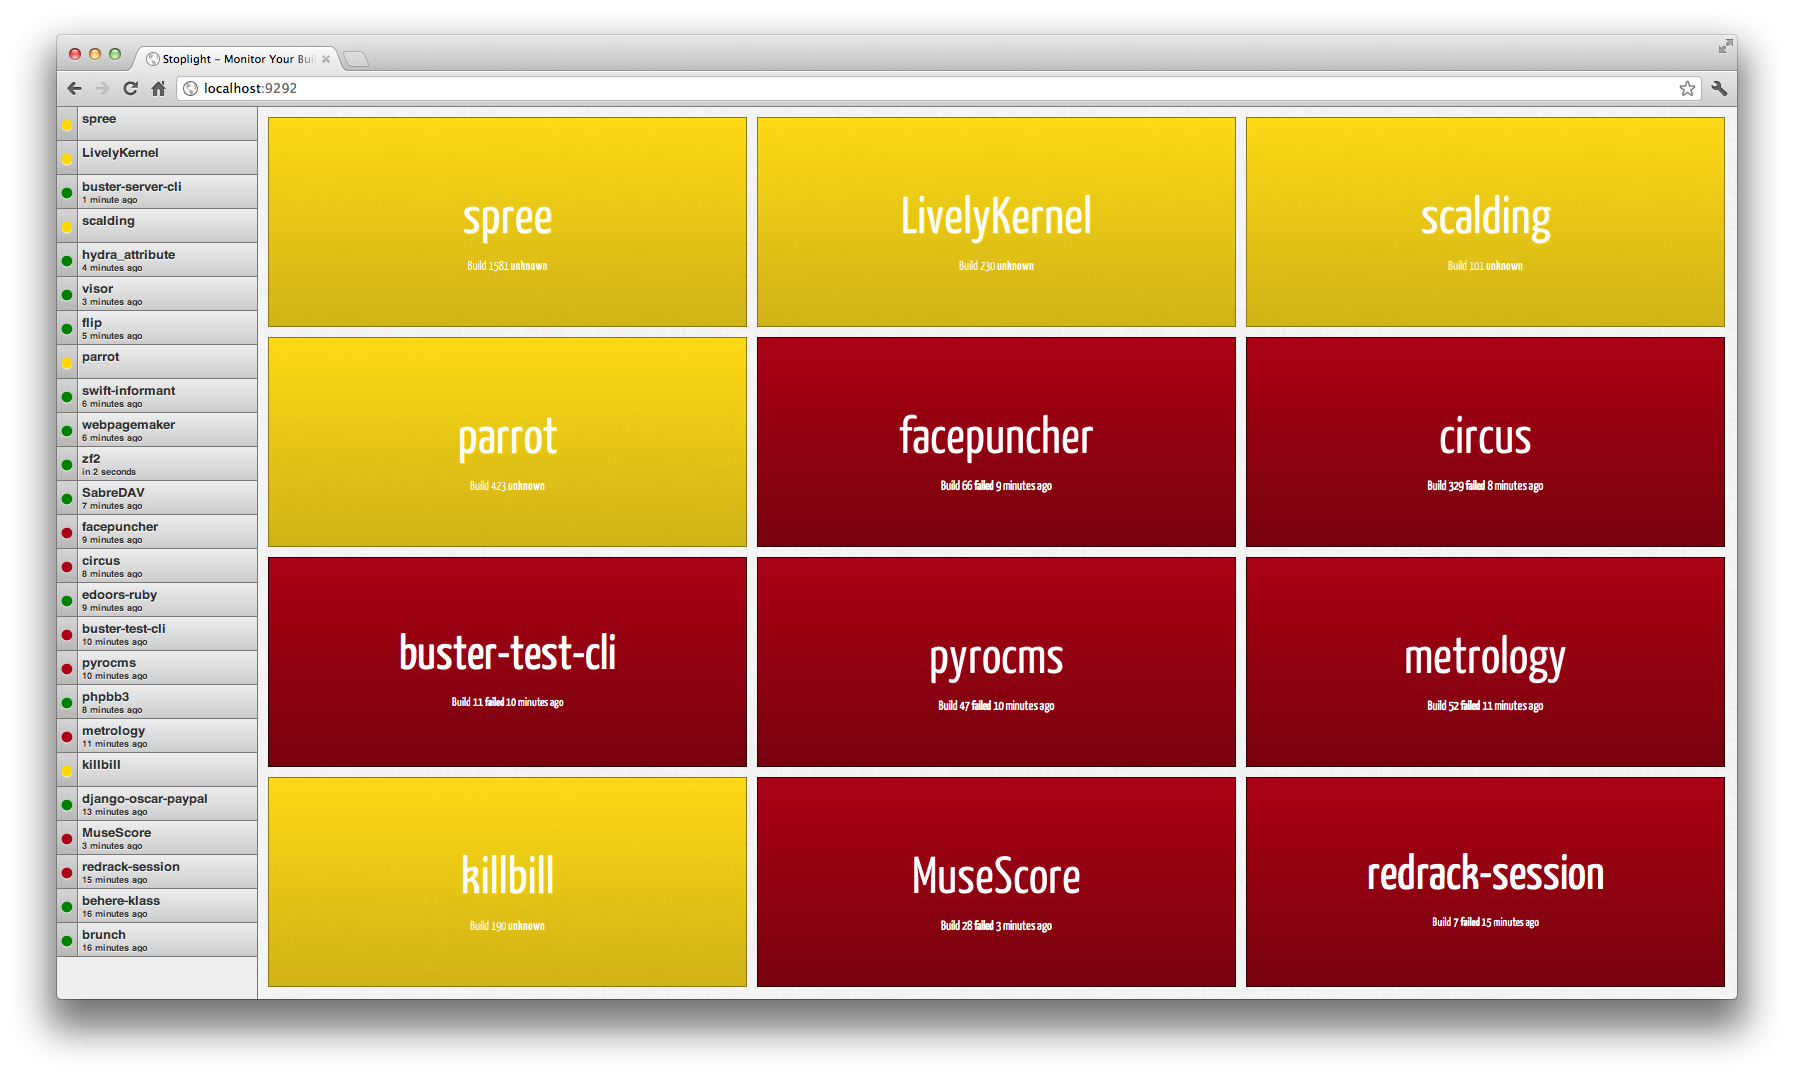 Stoplight – Monitor Your Buil
localhost:9292
spree
LivelyKernel
buster-server-cli
1 minute ago
scalding
hydra_attribute
4 minutes ago
visor
3 minutes ago
flip
5 minutes ago
parrot
swift-informant
6 minutes ago
webpagemaker
6 minutes ago
zf2
in 2 seconds
SabreDAV
7 minutes ago
facepuncher
9 minutes ago
circus
8 minutes ago
edoors-ruby
9 minutes ago
buster-test-cli
10 minutes ago
pyrocms
10 minutes ago
phpbb3
8 minutes ago
metrology
11 minutes ago
killbill
django-oscar-paypal
13 minutes ago
MuseScore
3 minutes ago
redrack-session
15 minutes ago
behere-klass
16 minutes ago
brunch
16 minutes ago
spree
Build 1581 unknown
LivelyKernel
Build 230 unknown
scalding
Build 101 unknown
parrot
Build 423 unknown
facepuncher
Build 66 failed 9 minutes ago
circus
Build 329 failed 8 minutes ago
buster-test-cli
Build 11 failed 10 minutes ago
pyrocms
Build 47 failed 10 minutes ago
metrology
Build 52 failed 11 minutes ago
killbill
Build 190 unknown
MuseScore
Build 28 failed 3 minutes ago
redrack-session
Build 7 failed 15 minutes ago